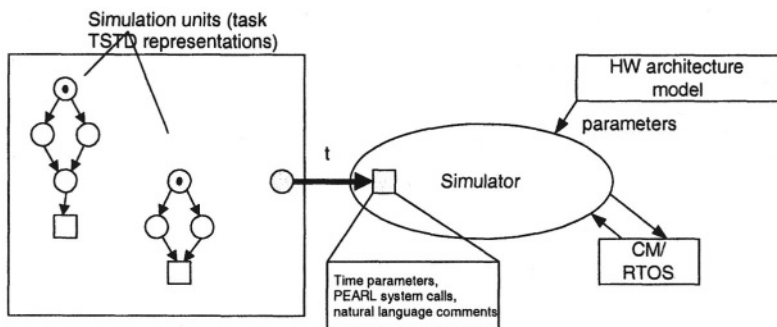 Simulation units (task
TSTD representations)
HW architecture
model
parameters
t
Simulator
CM/
RTOS
Time parameters,
PEARL system calls,
natural language comments